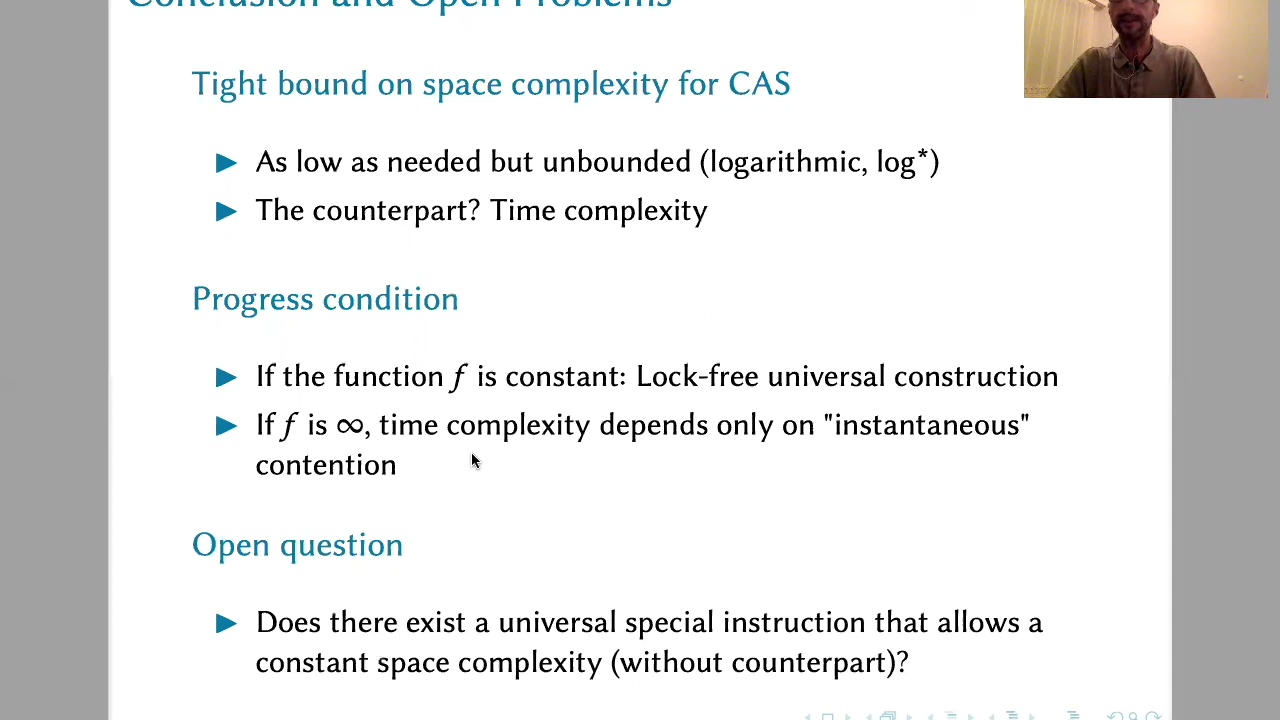 Conclusion and Open Problems
Tight bound on space complexity for CAS
As low as needed but unbounded (logarithmic, log*)
The counterpart? Time complexity
Progress condition
If the function f is constant: Lock-free universal construction
If f is ∞, time complexity depends only on "instantaneous"
contention
Open question
Does there exist a universal special instruction that allows a
constant space complexity (without counterpart)?